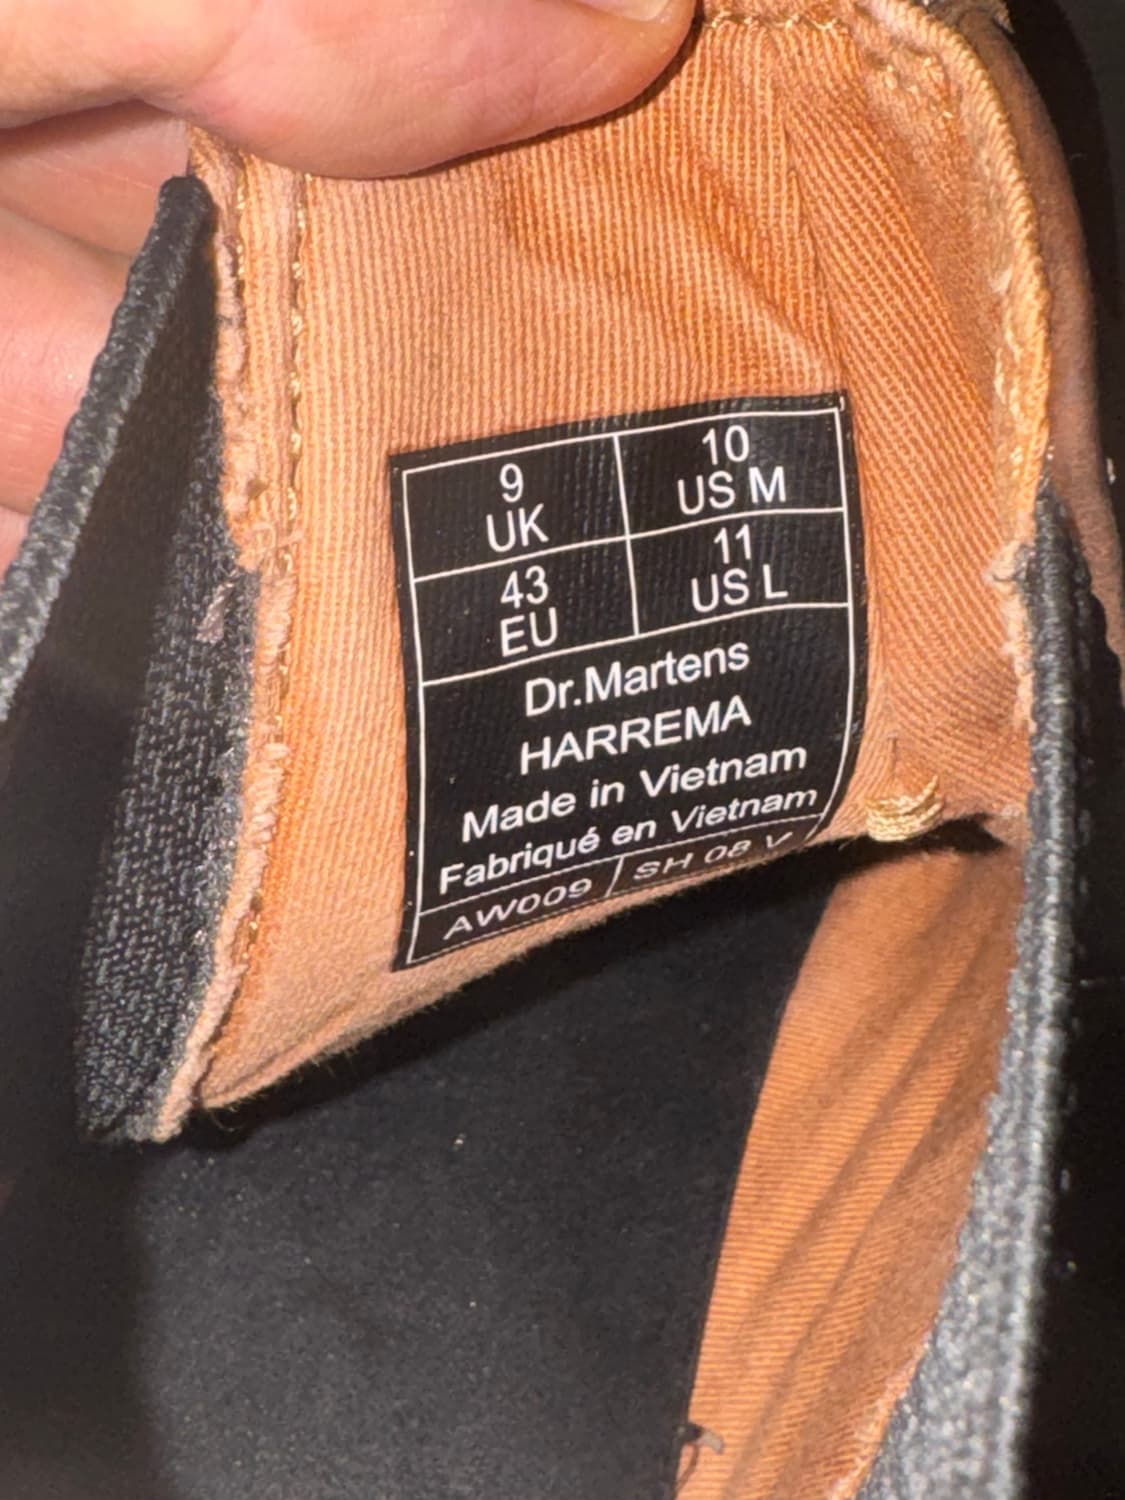 9
UK
10
US M
43
EU
11
US L
Dr.Martens
HARREMA
Made in Vietnam
Fabriqué en Vietnam
AW009
SH 08 V